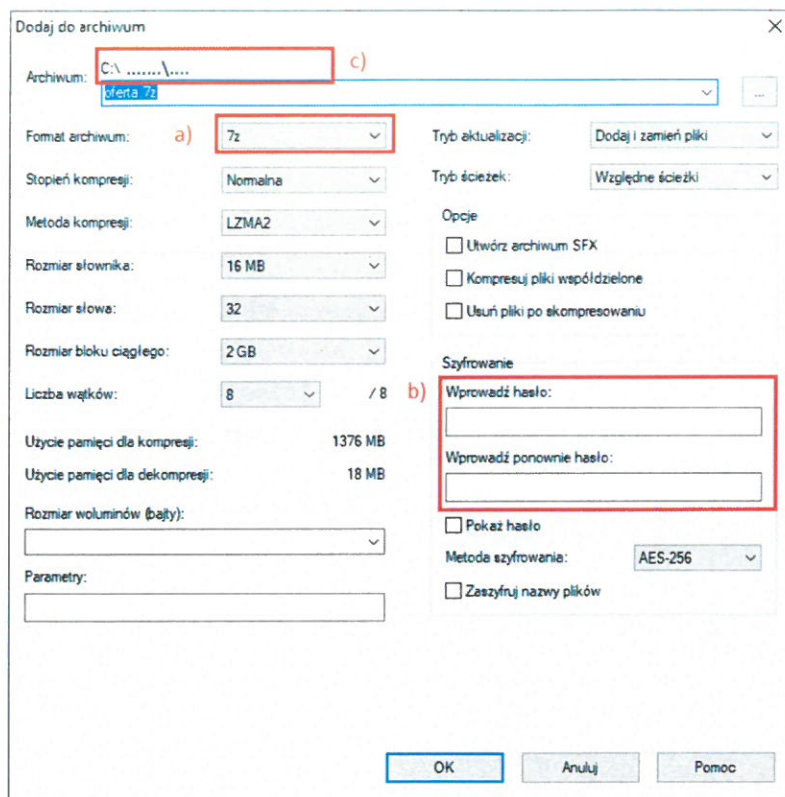 Dodaj do archiwum
c)
Archiwum: C:\ .......\....
oferta.7z
...
Format archiwum: a) 7z
Tryb aktualizacji: Dodaj i zamień pliki
Stopień kompresji: Normalna
Tryb ścieżek: Względne ścieżki
Metoda kompresji: LZMA2
Opcje
Utwórz archiwum SFX
Rozmiar słownika: 16 MB
Kompresuj pliki współdzielone
Rozmiar słowa: 32
Usuń pliki po skompresowaniu
Rozmiar bloku ciągłego: 2 GB
Szyfrowanie
Liczba wątków: 8 / 8
b) Wprowadź hasło:
Użycie pamięci dla kompresji: 1376 MB
Wprowadź ponownie hasło:
Użycie pamięci dla dekompresji: 18 MB
Rozmiar woluminów (bajty):
Pokaż hasło
Metoda szyfrowania: AES-256
Parametry:
Zaszyfruj nazwy plików
OK Anuluj Pomoc